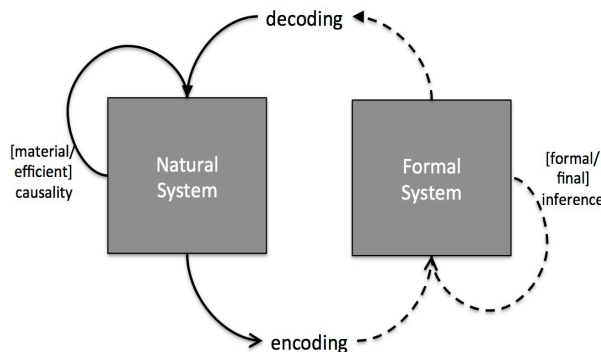 decoding
[material/
efficient]
causality
Natural
System
Formal
System
[formal/
final]
inference
encoding